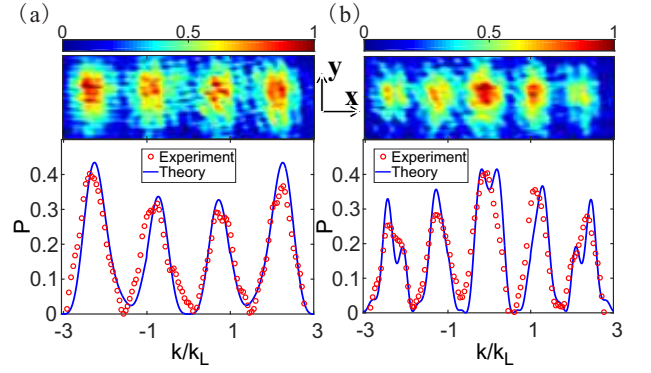 (a)
0 0.5 1
(b)
0 0.5 1
y
x
Experiment
Theory
P
0.4
0.3
0.2
0.1
0
-3 -1 1 3
k/kL
Experiment
Theory
P
0.4
0.3
0.2
0.1
0
-3 -1 1 3
k/kL